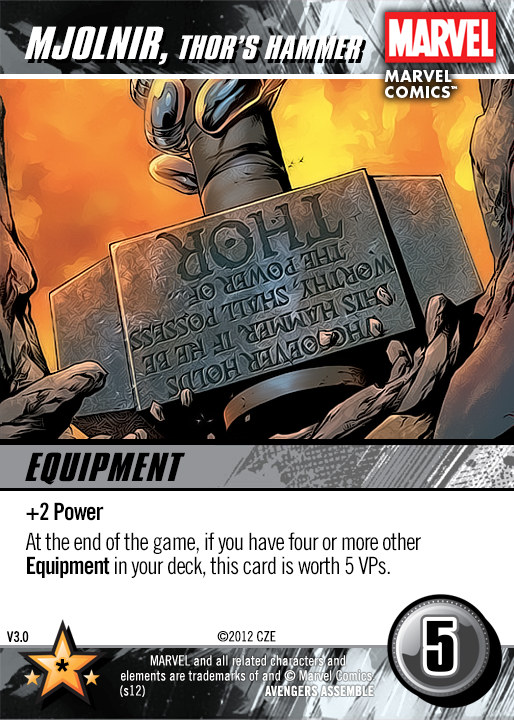 MJOLNIR, THOR'S HAMMER
MARVEL
MARVEL
COMICS™
WHOEVER HOLDS
THIS HAMMER, IF HE BE
WORTHY, SHALL POSSESS
THE POWER OF...
THOR
EQUIPMENT
+2 Power
At the end of the game, if you have four or more other
Equipment in your deck, this card is worth 5 VPs.
V3.0
©2012 CZE
*
5
MARVEL and all related characters and
elements are trademarks of and © Marvel Comics.
(s12)
AVENGERS ASSEMBLE